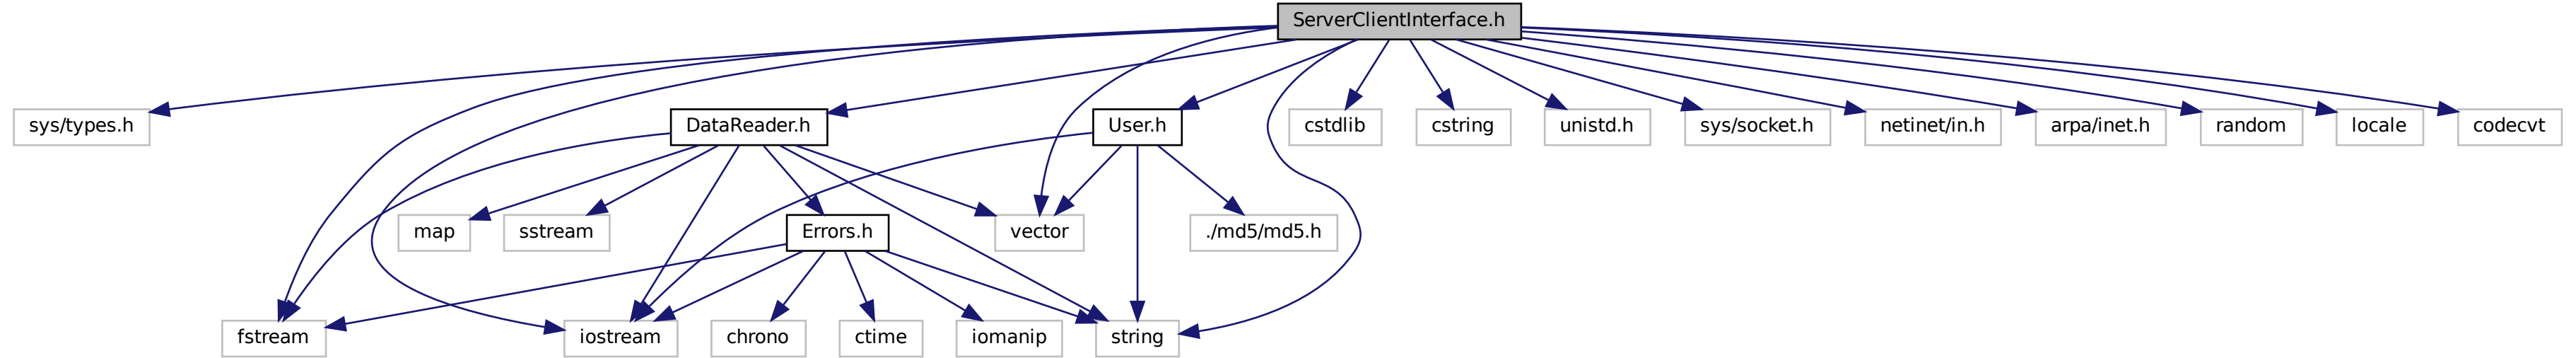 ServerClientInterface.h
sys/types.h
DataReader.h
User.h
cstdlib
cstring
unistd.h
sys/socket.h
netinet/in.h
arpa/inet.h
random
locale
codecvt
map
sstream
Errors.h
vector
./md5/md5.h
fstream
iostream
chrono
ctime
iomanip
string